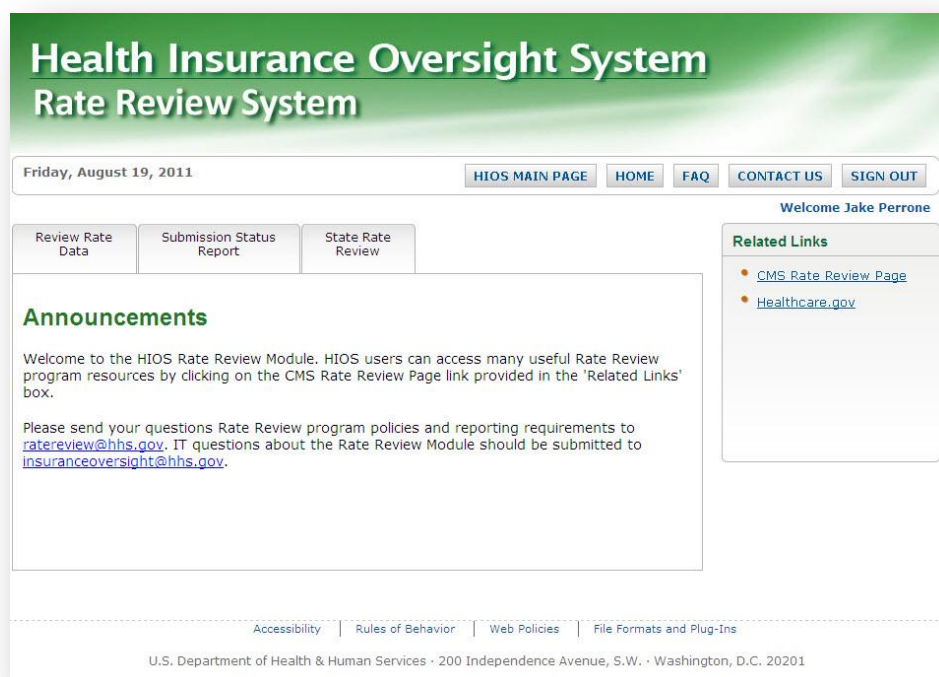 Health Insurance Oversight System
Rate Review System
Friday, August 19, 2011
HIOS MAIN PAGE
HOME
FAQ
CONTACT US
SIGN OUT
Welcome Jake Perrone
Review Rate
Data
Submission Status
Report
State Rate
Review
Related Links
CMS Rate Review Page
Healthcare.gov
Announcements
Welcome to the HIOS Rate Review Module. HIOS users can access many useful Rate Review
program resources by clicking on the CMS Rate Review Page link provided in the 'Related Links'
box.
Please send your questions Rate Review program policies and reporting requirements to
ratereview@hhs.gov. IT questions about the Rate Review Module should be submitted to
insuranceoversight@hhs.gov.
Accessibility | Rules of Behavior | Web Policies | File Formats and Plug-Ins
U.S. Department of Health & Human Services · 200 Independence Avenue, S.W. · Washington, D.C. 20201